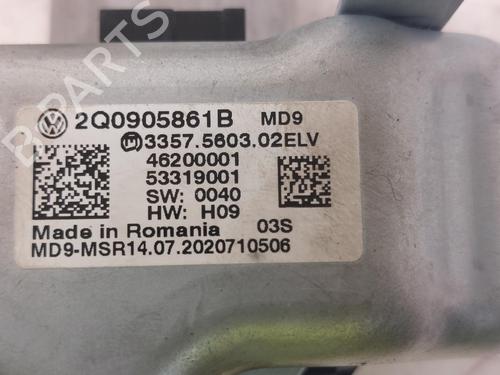 B PARTS
2Q0905861B MD9
3357.5603.02ELV
46200001
53319001
SW: 0040
HW: H09
Made in Romania 03S
MD9-MSR14.07.2020710506